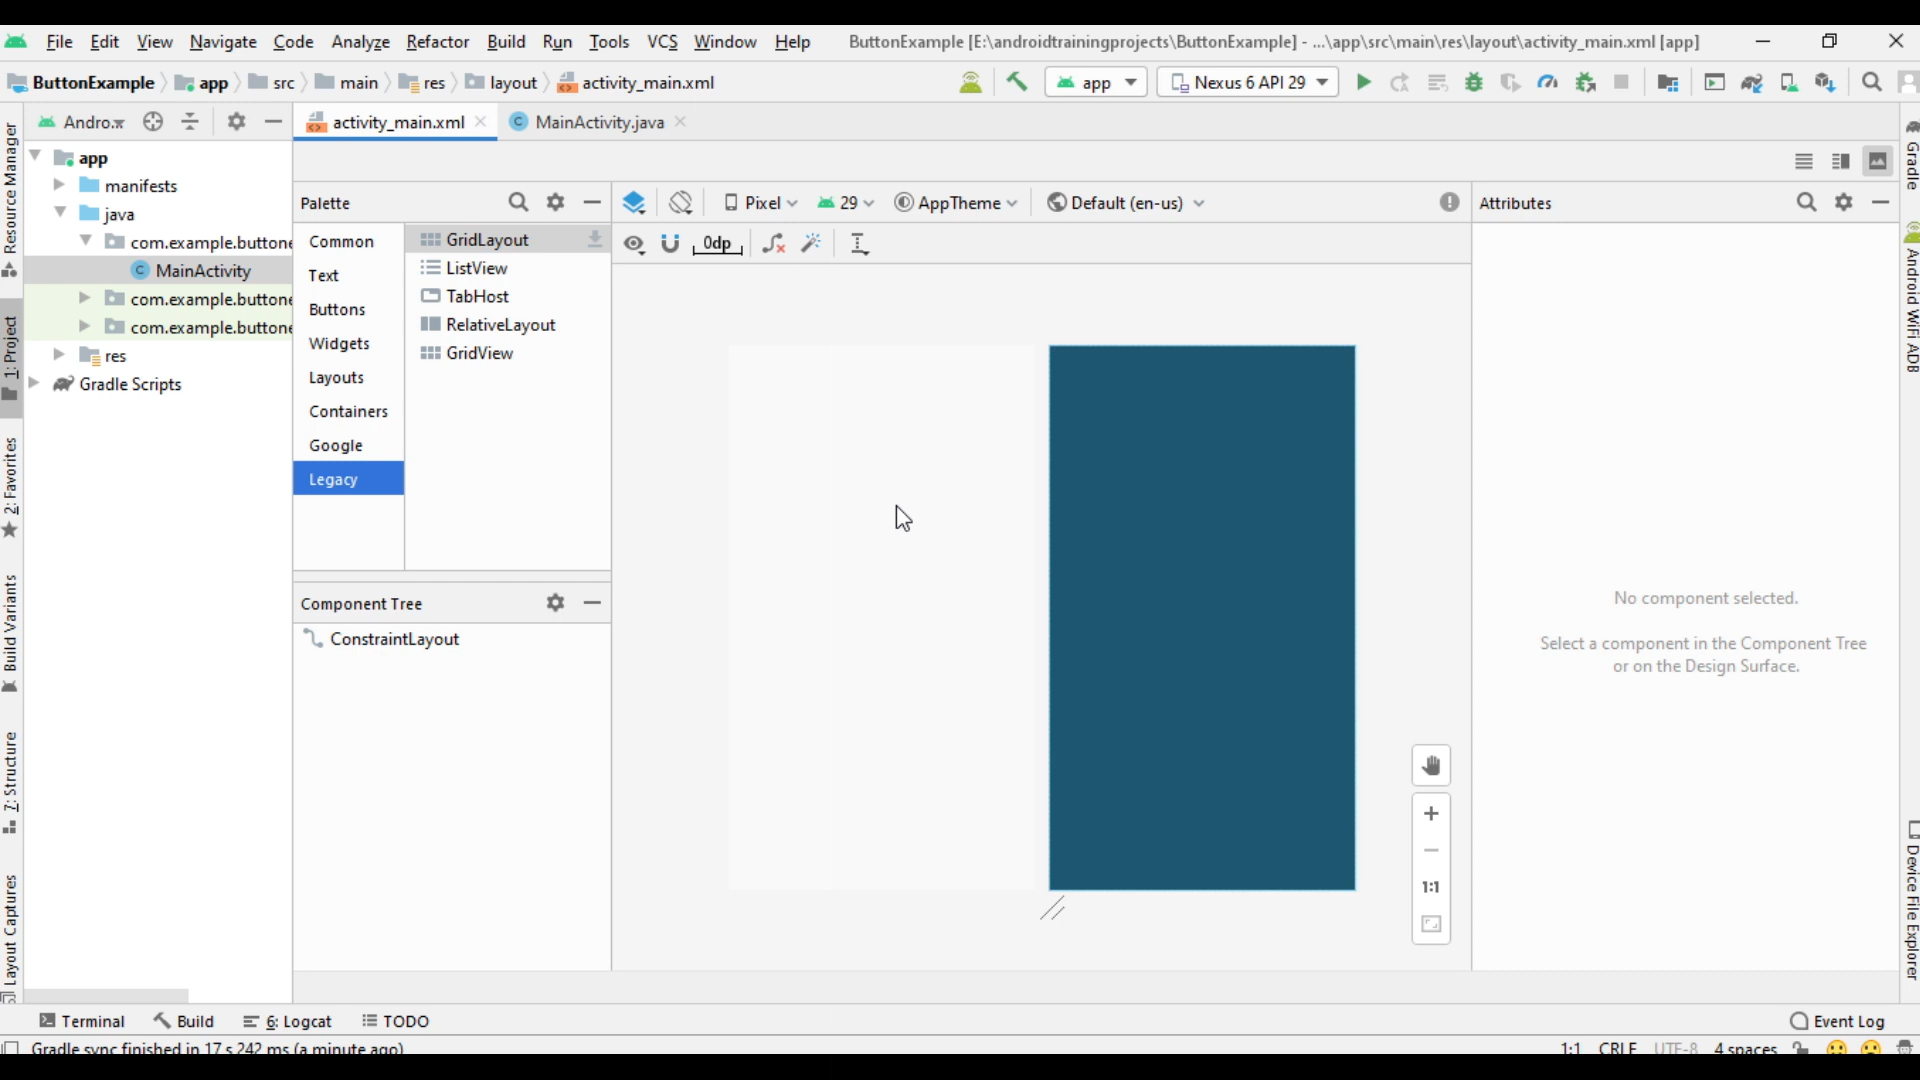 File Edit View Navigate Code Analyze Refactor Build Run Tools VCS Window Help ButtonExample [E:\androidtrainingprojects\ButtonExample] - ...\app\src\main\res\layout\activity_main.xml [app]
ButtonExample app src main res layout activity_main.xml app Nexus 6 API 29
Andro... activity_main.xml MainActivity.java
app
manifests
java
com.example.buttone
MainActivity
com.example.buttone
com.example.buttone
res
Gradle Scripts
Palette
Common
Text
Buttons
Widgets
Layouts
Containers
Google
Legacy
GridLayout
ListView
TabHost
RelativeLayout
GridView
Component Tree
ConstraintLayout
Pixel 29 AppTheme Default (en-us)
0dp
1:1
Attributes
No component selected.
Select a component in the Component Tree
or on the Design Surface.
Resource Manager
1: Project
2: Favorites
Build Variants
7: Structure
Layout Captures
Gradle
Android WiFi ADB
Device File Explorer
Terminal Build 6: Logcat TODO Event Log
Gradle sync finished in 17 s 242 ms (a minute ago) 1:1 CRLF UTF-8 4 spaces